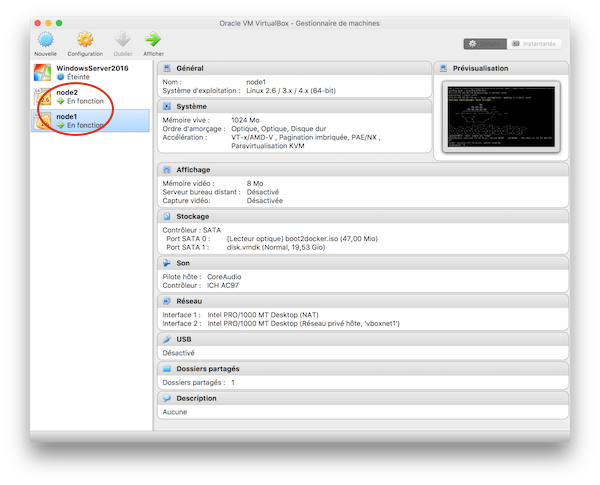 Oracle VM VirtualBox - Gestionnaire de machines
Nouvelle Configuration Oublier Afficher
Instantanés
WindowsServer2016
Éteinte
node2
En fonction
node1
En fonction
Général
Nom : node1
Système d'exploitation : Linux 2.6 / 3.x / 4.x (64-bit)
Système
Mémoire vive : 1024 Mo
Ordre d'amorçage : Optique, Optique, Disque dur
Accélération : VT-x/AMD-V , Pagination imbriquée, PAE/NX ,
Paravirtualisation KVM
Prévisualisation
Affichage
Mémoire vidéo : 8 Mo
Serveur bureau distant : Désactivé
Capture vidéo: Désactivée
Stockage
Contrôleur : SATA
Port SATA 0 : [Lecteur optique] boot2docker.iso (47,00 Mio)
Port SATA 1 : disk.vmdk (Normal, 19,53 Gio)
Son
Pilote hôte : CoreAudio
Contrôleur : ICH AC97
Réseau
Interface 1 : Intel PRO/1000 MT Desktop (NAT)
Interface 2 : Intel PRO/1000 MT Desktop (Réseau privé hôte, 'vboxnet1')
USB
Désactivé
Dossiers partagés
Dossiers partagés : 1
Description
Aucune